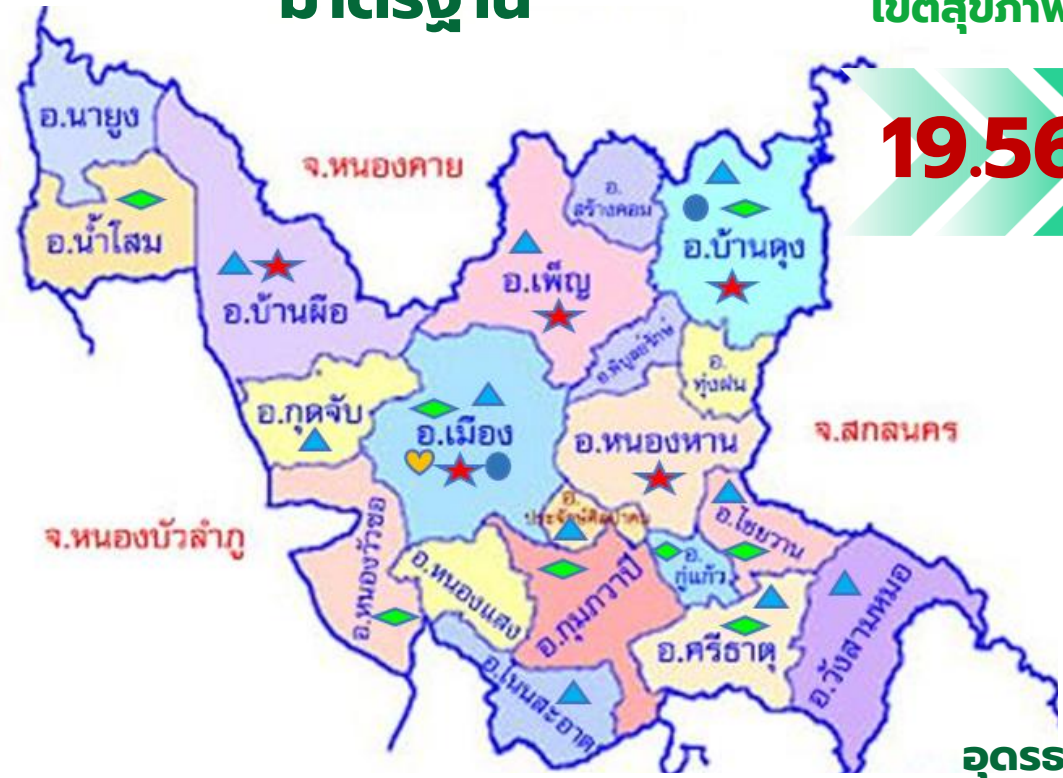 มาตรฐาน
เขตสุขภาพ
19.56
อ.นายูง
จ.หนองคาย
อ.
สร้างคอม
อ.น้ำโสม
อ.บ้านดุง
อ.เพ็ญ
อ.บ้านผือ
อ.พิบูลย์รักษ์
อ.
ทุ่งฝน
อ.กุดจับ
อ.เมือง
อ.หนองหาน
จ.สกลนคร
อ.
ประจักษ์ศิลปาคม
อ.ไชยวาน
จ.หนองบัวลำภู
อ.หนองวัวซอ
อ.หนองแสง
อ.กุมภวาปี
อ.
กู่แก้ว
อ.ศรีธาตุ
อ.วังสามหมอ
อ.โนนสะอาด
อุดรธ